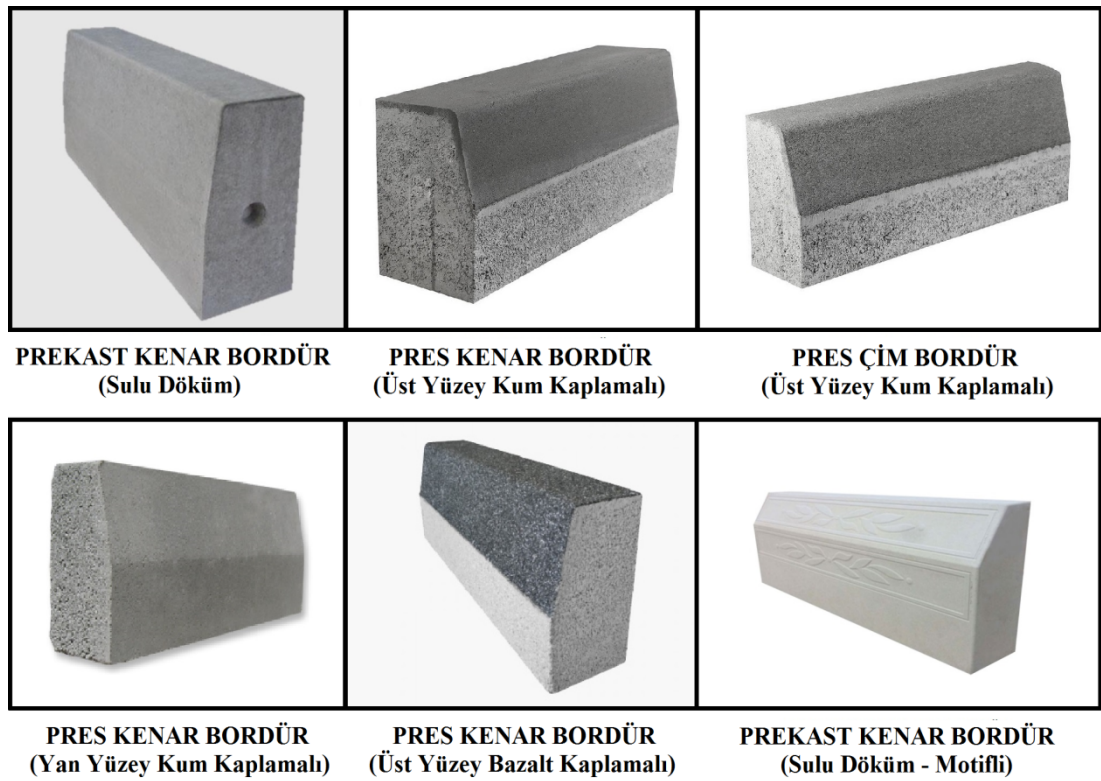 PREKAST KENAR BORDÜR
(Sulu Döküm)
PRES KENAR BORDÜR
(Üst Yüzey Kum Kaplamalı)
PRES ÇİM BORDÜR
(Üst Yüzey Kum Kaplamalı)
PRES KENAR BORDÜR
(Yan Yüzey Kum Kaplamalı)
PRES KENAR BORDÜR
(Üst Yüzey Bazalt Kaplamalı)
PREKAST KENAR BORDÜR
(Sulu Döküm - Motifli)